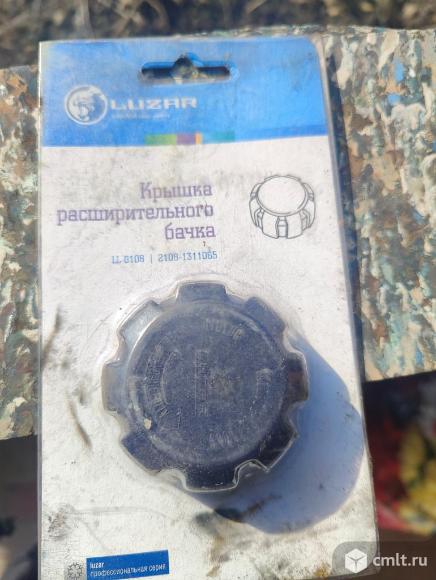 LUZAR
Крышка
расширительного
бачка
LL 0108 | 2108-1311065
luzar
профессиональная серия
cmlt.ru